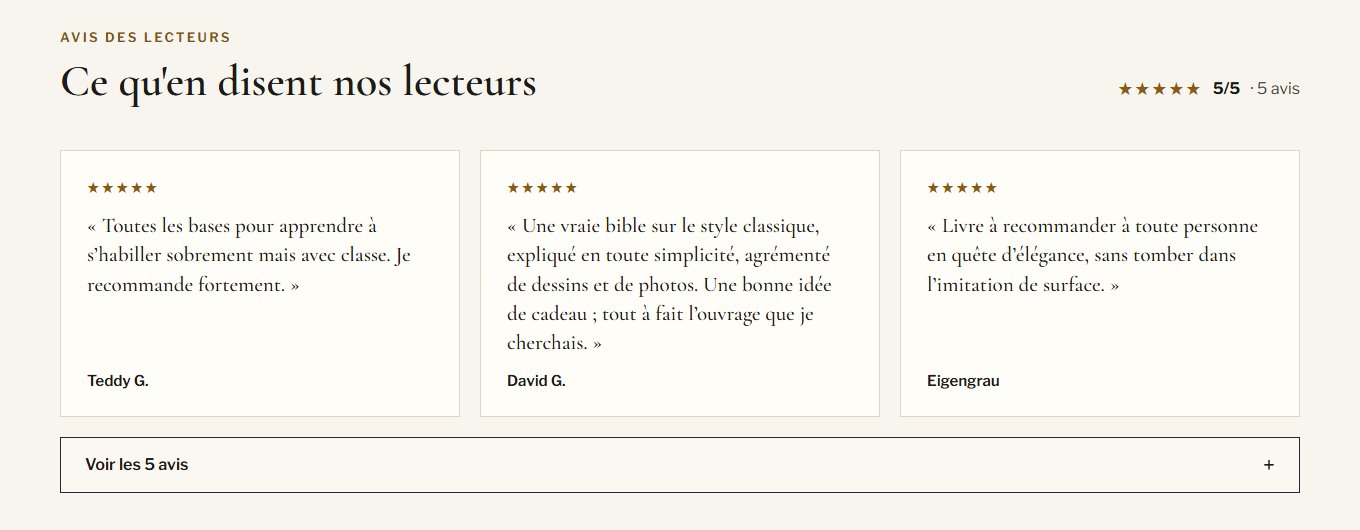 AVIS DES LECTEURS
Ce qu'en disent nos lecteurs
★★★★★ 5/5 · 5 avis
★★★★★
« Toutes les bases pour apprendre à
s’habiller sobrement mais avec classe. Je
recommande fortement. »
Teddy G.
★★★★★
« Une vraie bible sur le style classique,
expliqué en toute simplicité, agrémenté
de dessins et de photos. Une bonne idée
de cadeau ; tout à fait l’ouvrage que je
cherchais. »
David G.
★★★★★
« Livre à recommander à toute personne
en quête d’élégance, sans tomber dans
l’imitation de surface. »
Eigengrau
Voir les 5 avis +